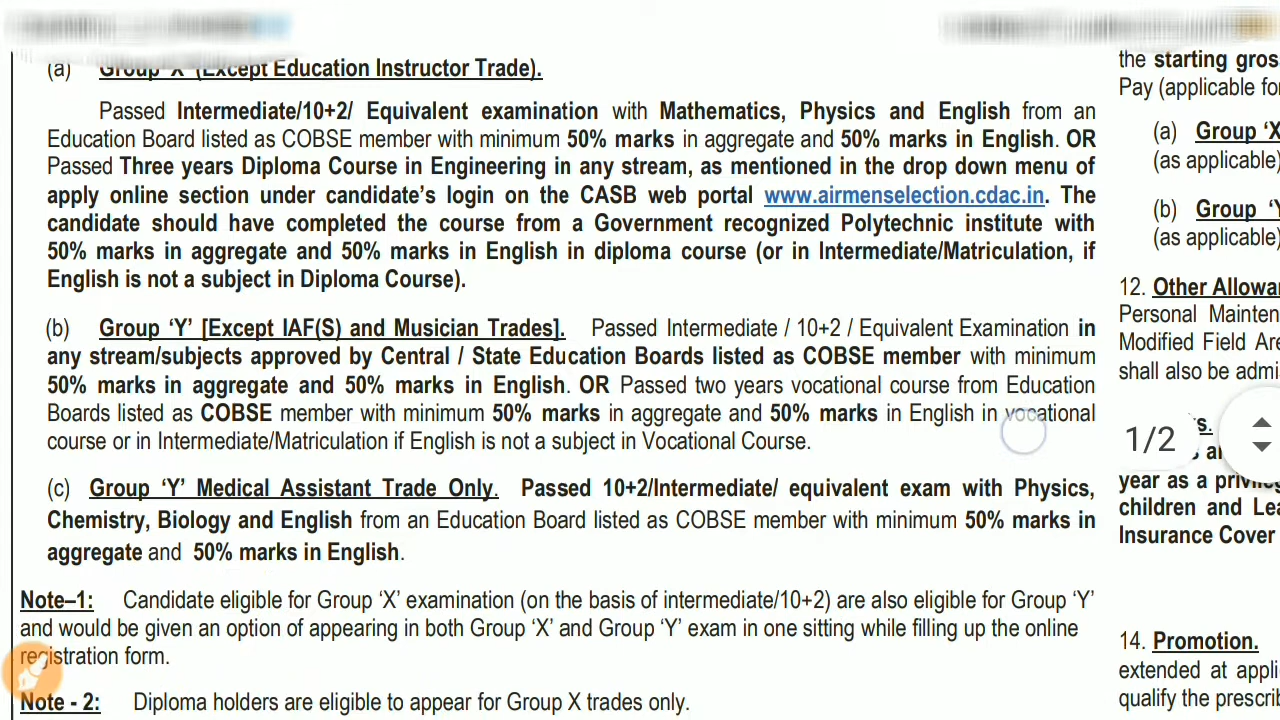 (a) Group 'X' (Except Education Instructor Trade).
Passed Intermediate/10+2/ Equivalent examination with Mathematics, Physics and English from an
Education Board listed as COBSE member with minimum 50% marks in aggregate and 50% marks in English. OR
Passed Three years Diploma Course in Engineering in any stream, as mentioned in the drop down menu of
apply online section under candidate's login on the CASB web portal www.airmenselection.cdac.in. The
candidate should have completed the course from a Government recognized Polytechnic institute with
50% marks in aggregate and 50% marks in English in diploma course (or in Intermediate/Matriculation, if
English is not a subject in Diploma Course).
(b) Group 'Y' [Except IAF(S) and Musician Trades]. Passed Intermediate / 10+2 / Equivalent Examination in
any stream/subjects approved by Central / State Education Boards listed as COBSE member with minimum
50% marks in aggregate and 50% marks in English. OR Passed two years vocational course from Education
Boards listed as COBSE member with minimum 50% marks in aggregate and 50% marks in English in vocational
course or in Intermediate/Matriculation if English is not a subject in Vocational Course.
(c) Group 'Y' Medical Assistant Trade Only. Passed 10+2/Intermediate/ equivalent exam with Physics,
Chemistry, Biology and English from an Education Board listed as COBSE member with minimum 50% marks in
aggregate and 50% marks in English.
Note–1: Candidate eligible for Group 'X' examination (on the basis of intermediate/10+2) are also eligible for Group 'Y'
and would be given an option of appearing in both Group 'X' and Group 'Y' exam in one sitting while filling up the online
registration form.
Note - 2: Diploma holders are eligible to appear for Group X trades only.
the starting gros
Pay (applicable fo
(a) Group 'X
(as applicable)
(b) Group 'Y
(as applicable)
12. Other Allowa
Personal Mainten
Modified Field Are
shall also be admi
1/2
year as a privileg
children and Lea
Insurance Cover
14. Promotion.
extended at appli
qualify the prescrib